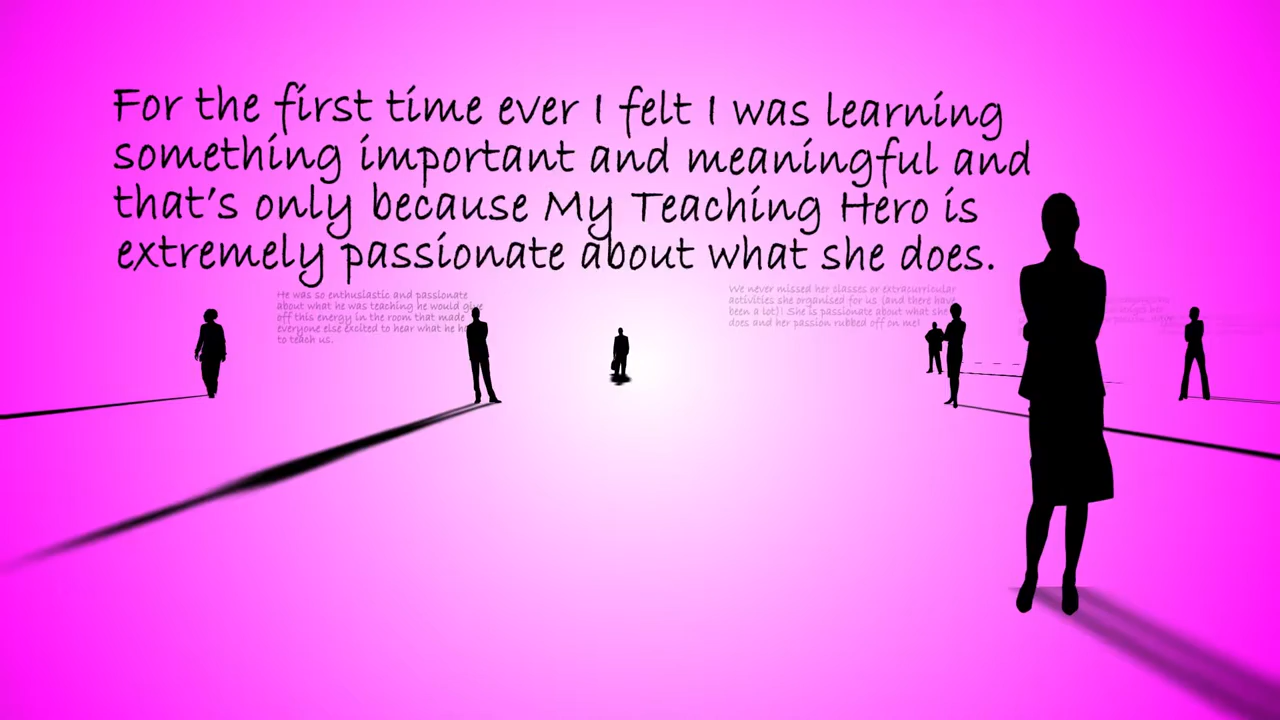 For the first time ever I felt I was learning
something important and meaningful and
that's only because My Teaching Hero is
extremely passionate about what she does.
He was so enthusiastic and passionate
about what he was teaching he would give
off this energy in the room that made
everyone else excited to hear what he
to teach us.
We never missed her classes or extracurricular
activities she organised for us (and there have
been a lot)! She is passionate about what she
does and her passion rubbed off on me!